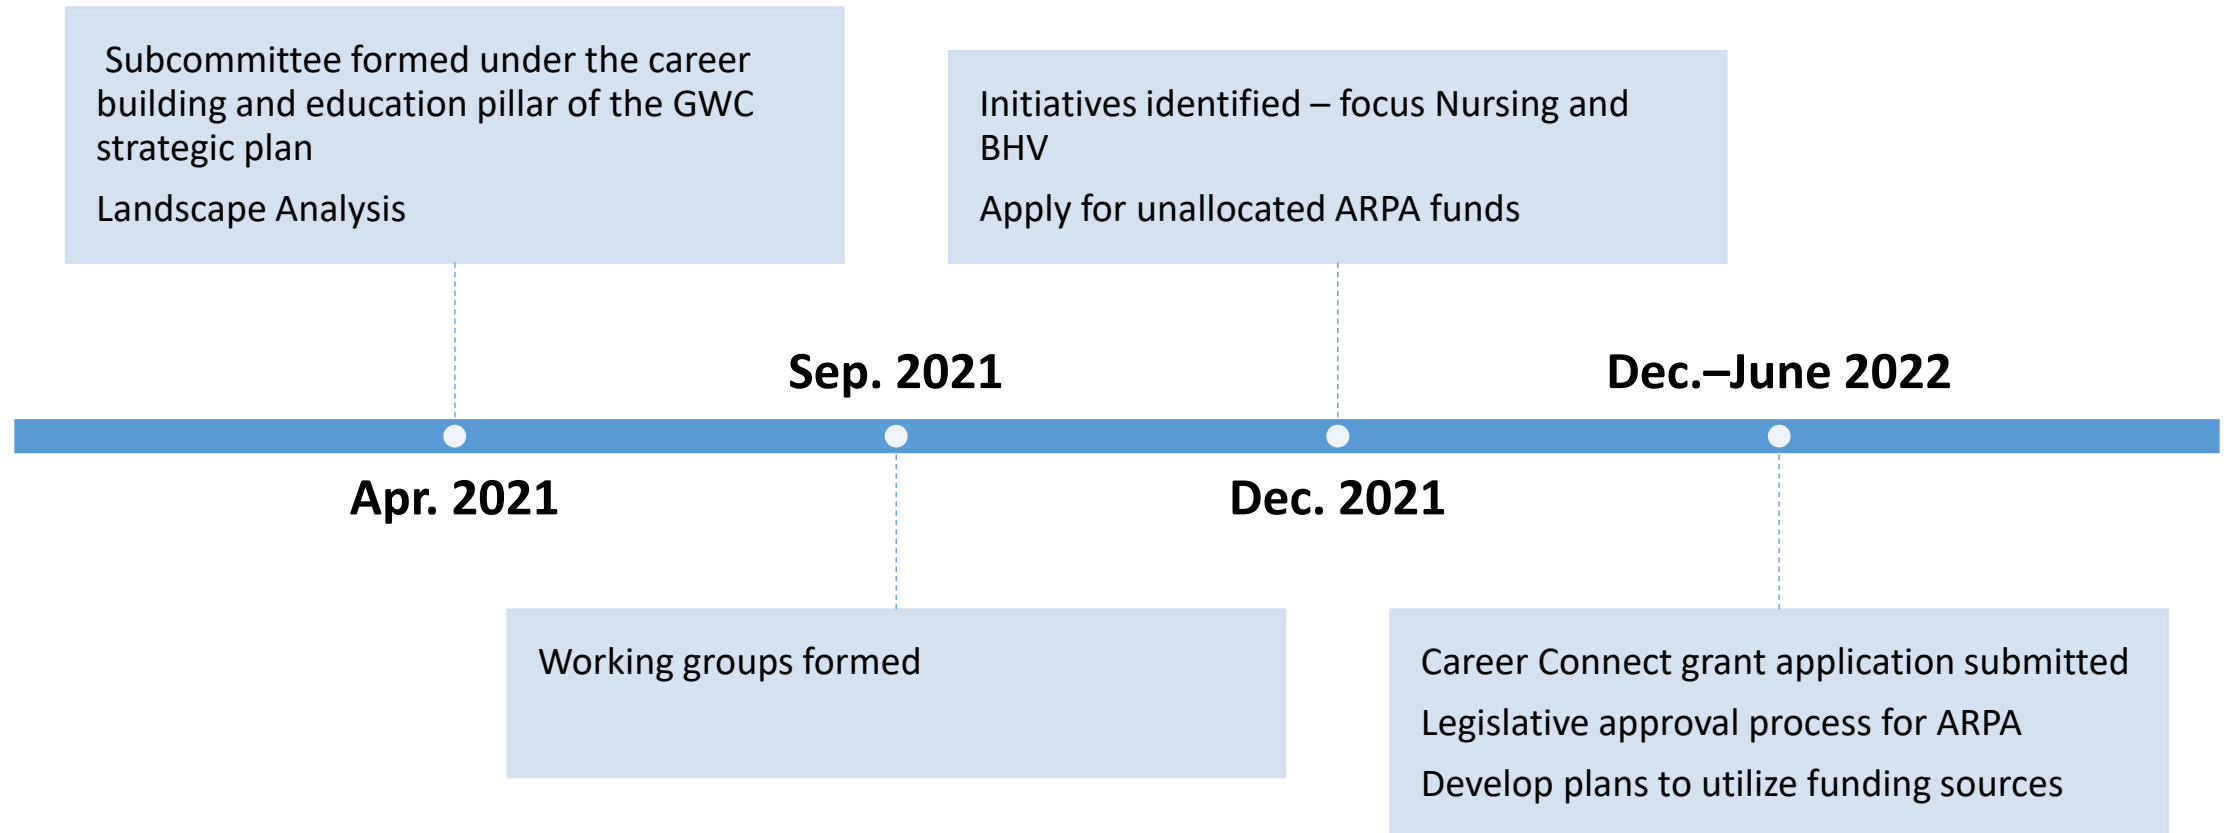 Subcommittee formed under the career
building and education pillar of the GWC
strategic plan
Landscape Analysis
Initiatives identified – focus Nursing and
BHV
Apply for unallocated ARPA funds
Sep. 2021
Dec.–June 2022
Apr. 2021
Dec. 2021
Working groups formed
Career Connect grant application submitted
Legislative approval process for ARPA
Develop plans to utilize funding sources